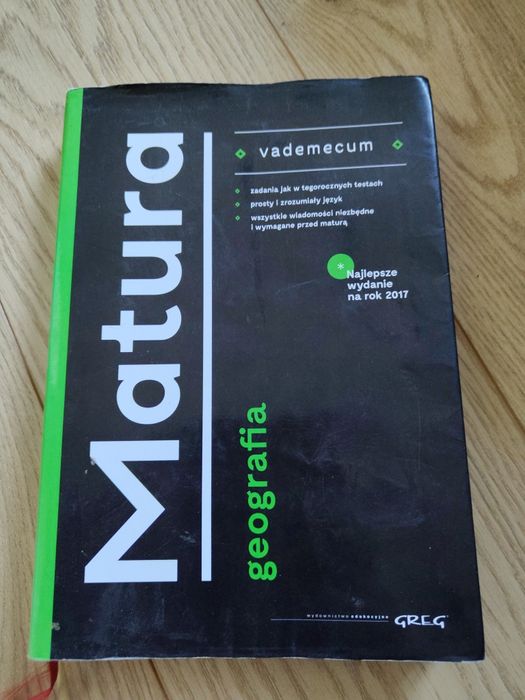 Matura
vademecum
zadania jak w tegorocznych testach
prosty i zrozumiały język
wszystkie wiadomości niezbędne
i wymagane przed maturą
* Najlepsze
wydanie
na rok 2017
geografia
wydawnictwo edukacyjne GREG